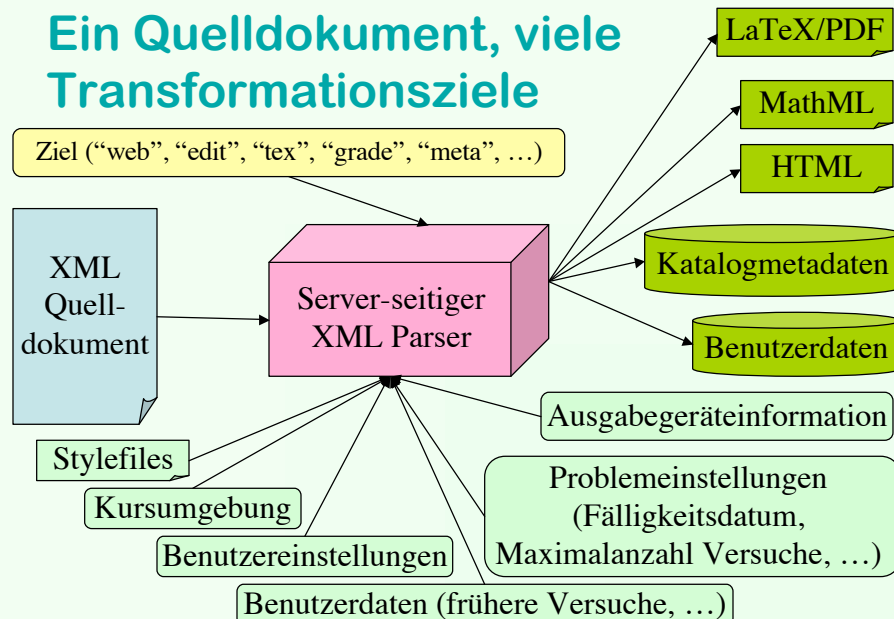 Ein Quelldokument, viele
Transformationsziele
Ziel (“web”, “edit”, “tex”, “grade”, “meta”, …)
XML
Quell-
dokument
Server-seitiger
XML Parser
LaTeX/PDF
MathML
HTML
Katalogmetadaten
Benutzerdaten
Ausgabegeräteinformation
Stylefiles
Kursumgebung
Benutzereinstellungen
Problemeinstellungen
(Fälligkeitsdatum,
Maximalanzahl Versuche, …)
Benutzerdaten (frühere Versuche, …)